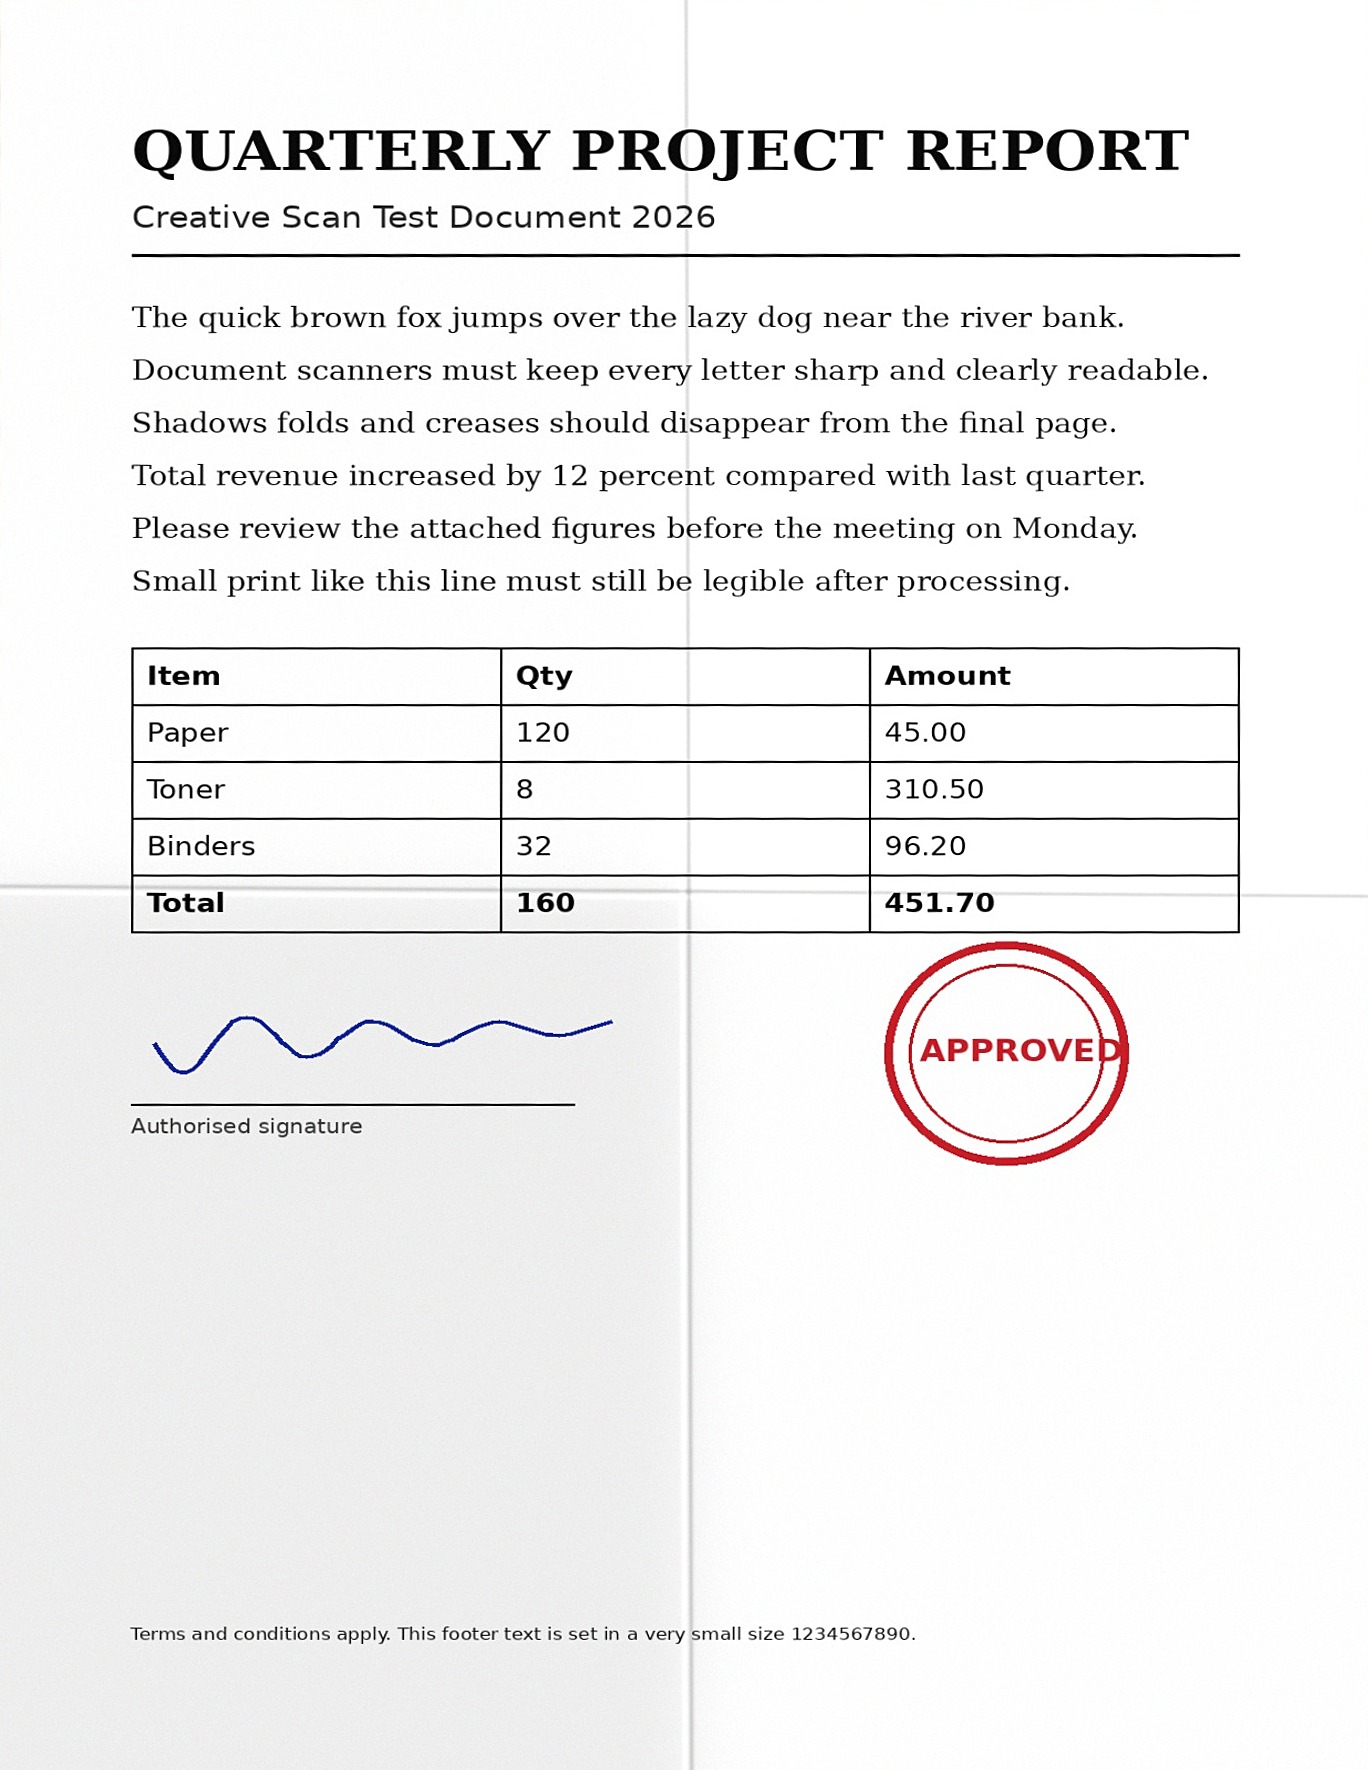 QUARTERLY PROJECT REPORT
Creative Scan Test Document 2026
The quick brown fox jumps over the lazy dog near the river bank.
Document scanners must keep every letter sharp and clearly readable.
Shadows folds and creases should disappear from the final page.
Total revenue increased by 12 percent compared with last quarter.
Please review the attached figures before the meeting on Monday.
Small print like this line must still be legible after processing.
Item Qty Amount
Paper 120 45.00
Toner 8 310.50
Binders 32 96.20
Total 160 451.70
APPROVED
Authorised signature
Terms and conditions apply. This footer text is set in a very small size 1234567890.